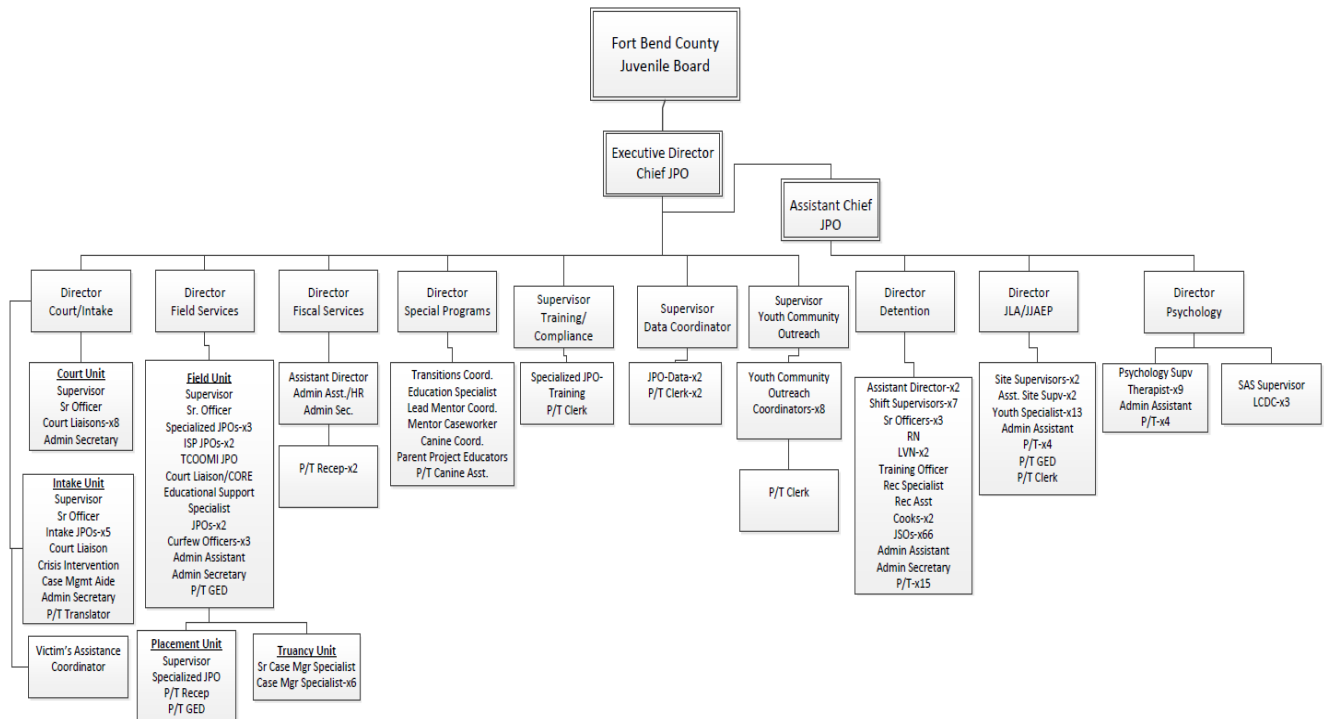 Fort Bend County
Juvenile Board
Executive Director
Chief JPO
Assistant Chief
JPO
Director
Court/Intake
Director
Field Services
Director
Fiscal Services
Director
Special Programs
Supervisor
Training/
Compliance
Supervisor
Data Coordinator
Supervisor
Youth Community
Outreach
Director
Detention
Director
JLA/JJAEP
Director
Psychology
Court Unit
Supervisor
Sr Officer
Court Liaisons-x8
Admin Secretary
Intake Unit
Supervisor
Sr Officer
Intake JPOs-x5
Court Liaison
Crisis Intervention
Case Mgmt Aide
Admin Secretary
P/T Translator
Victim's Assistance
Coordinator
Field Unit
Supervisor
Sr. Officer
Specialized JPOs-x3
ISP JPOs-x2
TCOOMI JPO
Court Liaison/CORE
Educational Support
Specialist
JPOs-x2
Curfew Officers-x3
Admin Assistant
Admin Secretary
P/T GED
Placement Unit
Supervisor
Specialized JPO
P/T Recep
P/T GED
Truancy Unit
Sr Case Mgr Specialist
Case Mgr Specialist-x6
Assistant Director
Admin Asst./HR
Admin Sec.
P/T Recep-x2
Transitions Coord.
Education Specialist
Lead Mentor Coord.
Mentor Caseworker
Canine Coord.
Parent Project Educators
P/T Canine Asst.
Specialized JPO-
Training
P/T Clerk
JPO-Data-x2
P/T Clerk-x2
Youth Community
Outreach
Coordinators-x8
P/T Clerk
Assistant Director-x2
Shift Supervisors-x7
Sr Officers-x3
RN
LVN-x2
Training Officer
Rec Specialist
Rec Asst
Cooks-x2
JSOs-x66
Admin Assistant
Admin Secretary
P/T-x15
Site Supervisors-x2
Asst. Site Supv-x2
Youth Specialist-x13
Admin Assistant
P/T-x4
P/T GED
P/T Clerk
Psychology Supv
Therapist-x9
Admin Assistant
P/T-x4
SAS Supervisor
LCDC-x3